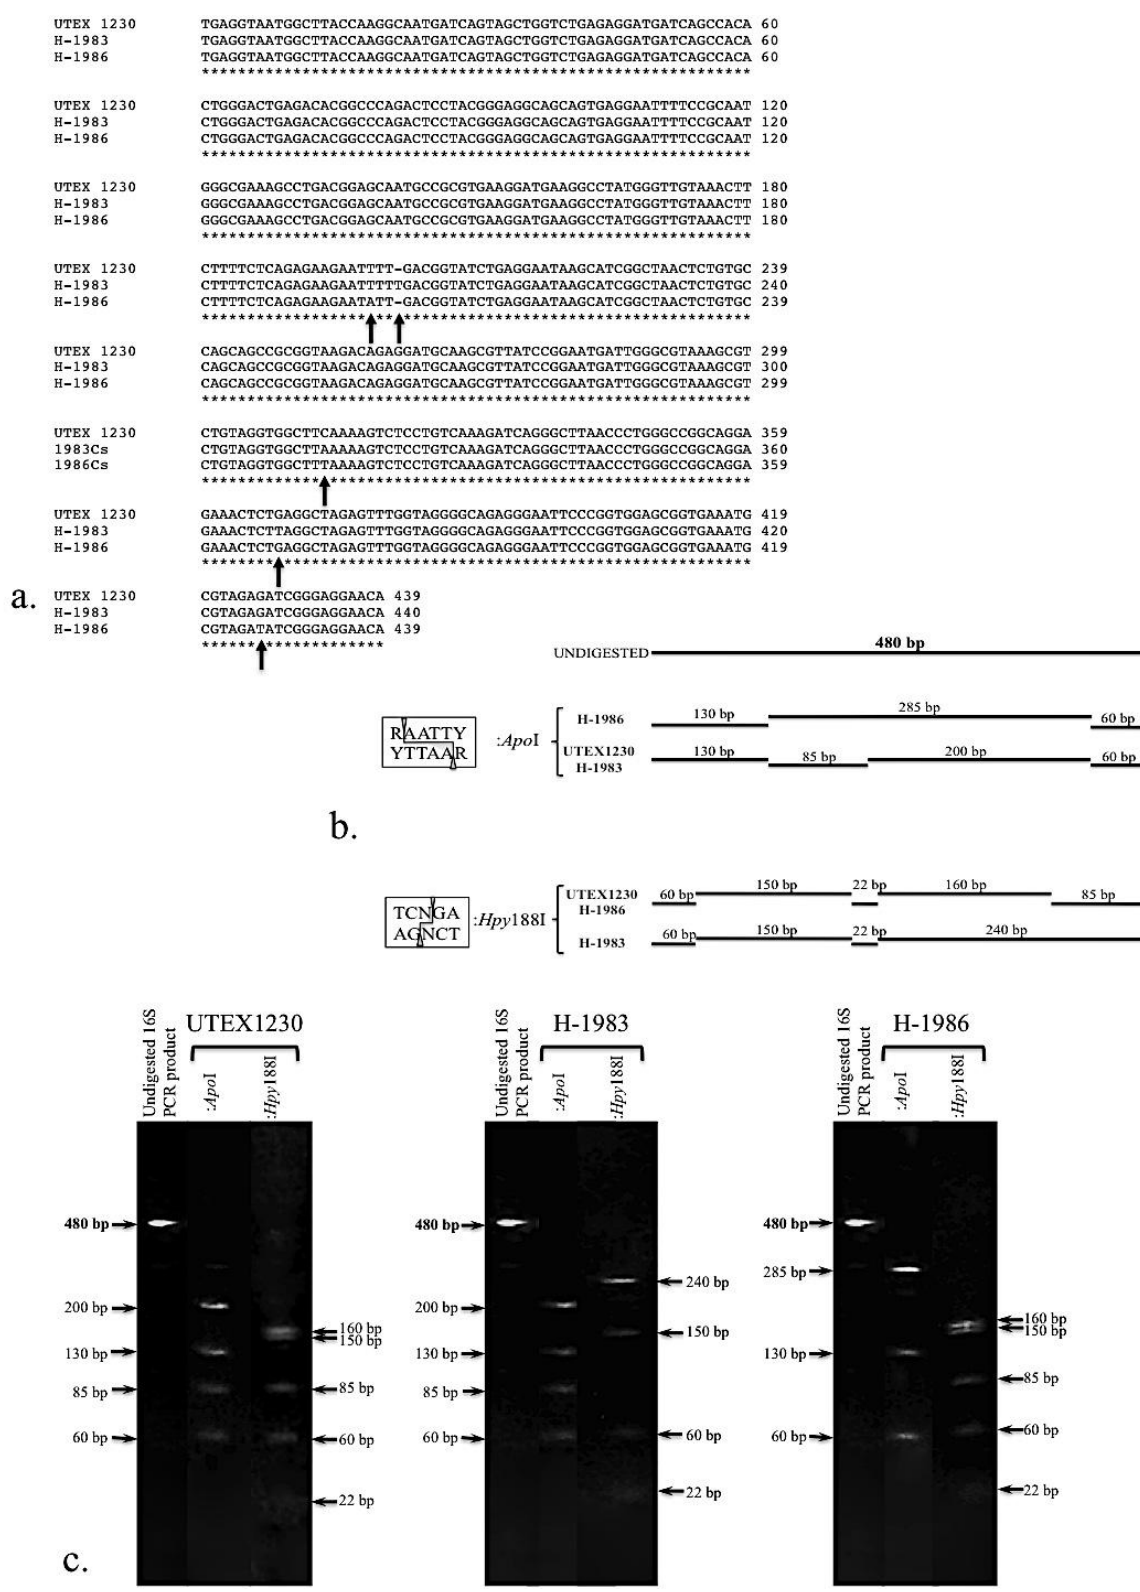 UTEX 1230 TGAGGTAATGGCTTACCAAGGCAATGATCAGTAGCTGGTCTGAGAGGATGATCAGCCACA 60
H-1983 TGAGGTAATGGCTTACCAAGGCAATGATCAGTAGCTGGTCTGAGAGGATGATCAGCCACA 60
H-1986 TGAGGTAATGGCTTACCAAGGCAATGATCAGTAGCTGGTCTGAGAGGATGATCAGCCACA 60
************************************************************
UTEX 1230 CTGGGACTGAGACACGGCCCAGACTCCTACGGGAGGCAGCAGTGAGGAATTTTCCGCAAT 120
H-1983 CTGGGACTGAGACACGGCCCAGACTCCTACGGGAGGCAGCAGTGAGGAATTTTCCGCAAT 120
H-1986 CTGGGACTGAGACACGGCCCAGACTCCTACGGGAGGCAGCAGTGAGGAATTTTCCGCAAT 120
************************************************************
UTEX 1230 GGGCGAAAGCCTGACGGAGCAATGCCGCGTGAAGGATGAAGGCCTATGGGTTGTAAACTT 180
H-1983 GGGCGAAAGCCTGACGGAGCAATGCCGCGTGAAGGATGAAGGCCTATGGGTTGTAAACTT 180
H-1986 GGGCGAAAGCCTGACGGAGCAATGCCGCGTGAAGGATGAAGGCCTATGGGTTGTAAACTT 180
************************************************************
UTEX 1230 CTTTTCTCAGAGAAGAATTTT-GACGGTATCTGAGGAATAAGCATCGGCTAACTCTGTGC 239
H-1983 CTTTTCTCAGAGAAGAATTTTTGACGGTATCTGAGGAATAAGCATCGGCTAACTCTGTGC 240
H-1986 CTTTTCTCAGAGAAGAATATT-GACGGTATCTGAGGAATAAGCATCGGCTAACTCTGTGC 239
************************************************************
UTEX 1230 CAGCAGCCGCGGTAAGACAGAGGATGCAAGCGTTATCCGGAATGATTGGGCGTAAAGCGT 299
H-1983 CAGCAGCCGCGGTAAGACAGAGGATGCAAGCGTTATCCGGAATGATTGGGCGTAAAGCGT 300
H-1986 CAGCAGCCGCGGTAAGACAGAGGATGCAAGCGTTATCCGGAATGATTGGGCGTAAAGCGT 299
************************************************************
UTEX 1230 CTGTAGGTGGCTTCAAAAGTCTCCTGTCAAAGATCAGGGCTTAACCCTGGGCCGGCAGGA 359
1983Cs CTGTAGGTGGCTTAAAAAGTCTCCTGTCAAAGATCAGGGCTTAACCCTGGGCCGGCAGGA 360
1986Cs CTGTAGGTGGCTTTAAAAGTCTCCTGTCAAAGATCAGGGCTTAACCCTGGGCCGGCAGGA 359
************************************************************
UTEX 1230 GAAACTCTGAGGCTAGAGTTTGGTAGGGGCAGAGGGAATTCCCGGTGGAGCGGTGAAATG 419
H-1983 GAAACTCTTAGGCTAGAGTTTGGTAGGGGCAGAGGGAATTCCCGGTGGAGCGGTGAAATG 420
H-1986 GAAACTCTGAGGCTAGAGTTTGGTAGGGGCAGAGGGAATTCCCGGTGGAGCGGTGAAATG 419
************************************************************
a.
UTEX 1230 CGTAGAGATCGGGAGGAACA 439
H-1983 CGTAGAGATCGGGAGGAACA 440
H-1986 CGTAGATATCGGGAGGAACA 439
********************
UNDIGESTED 480 bp
RAATTY
YTTAAR
:ApoI
H-1986 130 bp 285 bp 60 bp
UTEX1230
H-1983 130 bp 85 bp 200 bp 60 bp
b.
TCNGA
AGNCT
:Hpy188I
UTEX1230
H-1986 60 bp 150 bp 22 bp 160 bp 85 bp
H-1983 60 bp 150 bp 22 bp 240 bp
Undigested 16S
PCR product
UTEX1230
:ApoI
:Hpy188I
480 bp
200 bp
130 bp
85 bp
60 bp
160 bp
150 bp
85 bp
60 bp
22 bp
Undigested 16S
PCR product
H-1983
:ApoI
:Hpy188I
480 bp
200 bp
130 bp
85 bp
60 bp
240 bp
150 bp
60 bp
22 bp
Undigested 16S
PCR product
H-1986
:ApoI
:Hpy188I
480 bp
285 bp
130 bp
60 bp
160 bp
150 bp
85 bp
60 bp
22 bp
c.